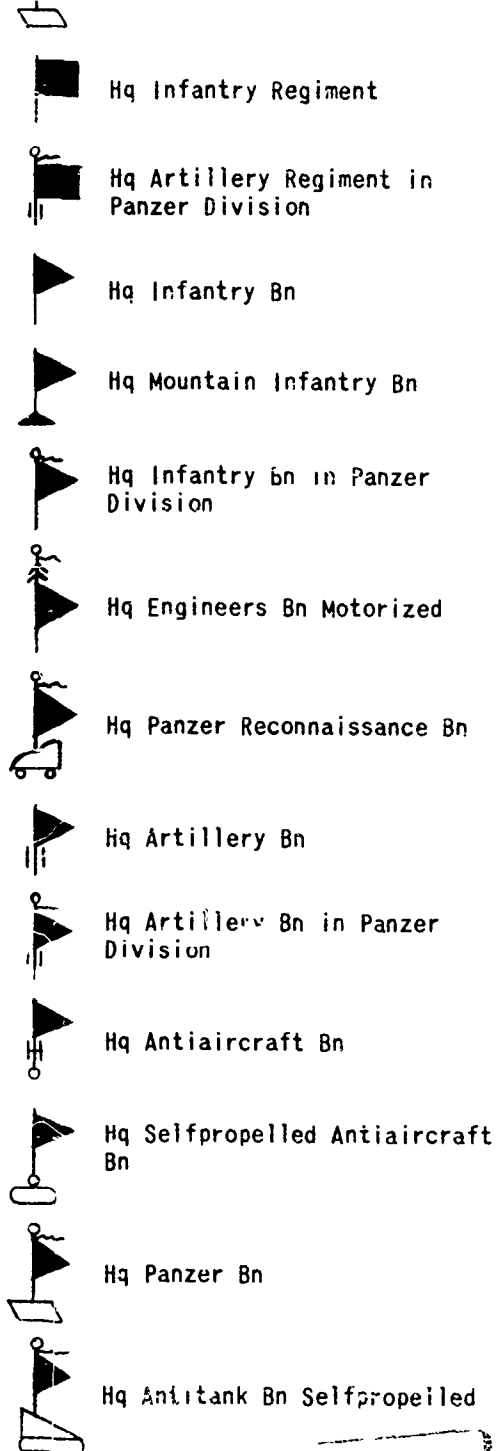 Hq Infantry Regiment
Hq Artillery Regiment in
Panzer Division
Hq Infantry Bn
Hq Mountain Infantry Bn
Hq Infantry Bn in Panzer
Division
Hq Engineers Bn Motorized
Hq Panzer Reconnaissance Bn
Hq Artillery Bn
Hq Artillery Bn in Panzer
Division
Hq Antiaircraft Bn
Hq Selfpropelled Antiaircraft
Bn
Hq Panzer Bn
Hq Antitank Bn Selfpropelled